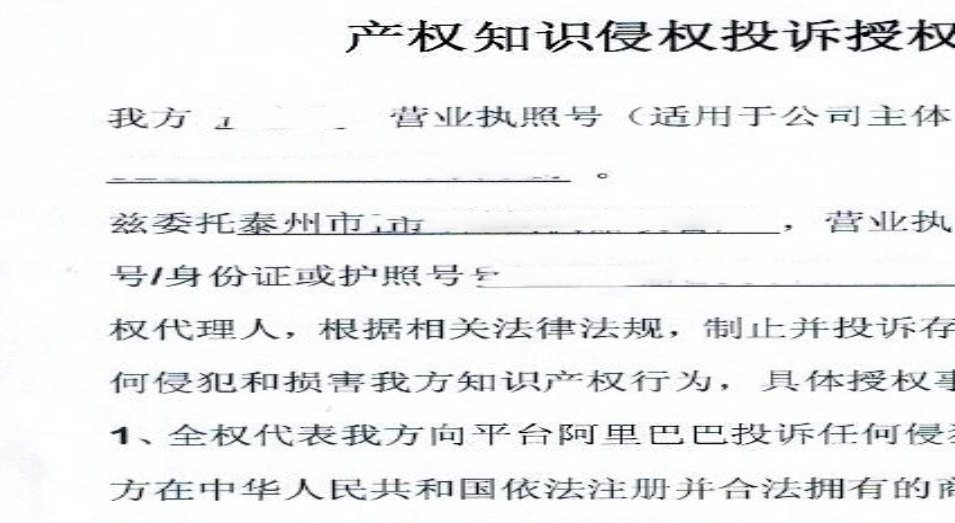 产权知识侵权投诉授权
我方 营业执照号（适用于公司主体
。
兹委托泰州市 市 ，营业执
号/身份证或护照号
权代理人，根据相关法律法规，制止并投诉存
何侵犯和损害我方知识产权行为，具体授权事
1、全权代表我方向平台阿里巴巴投诉任何侵
方在中华人民共和国依法注册并合法拥有的商